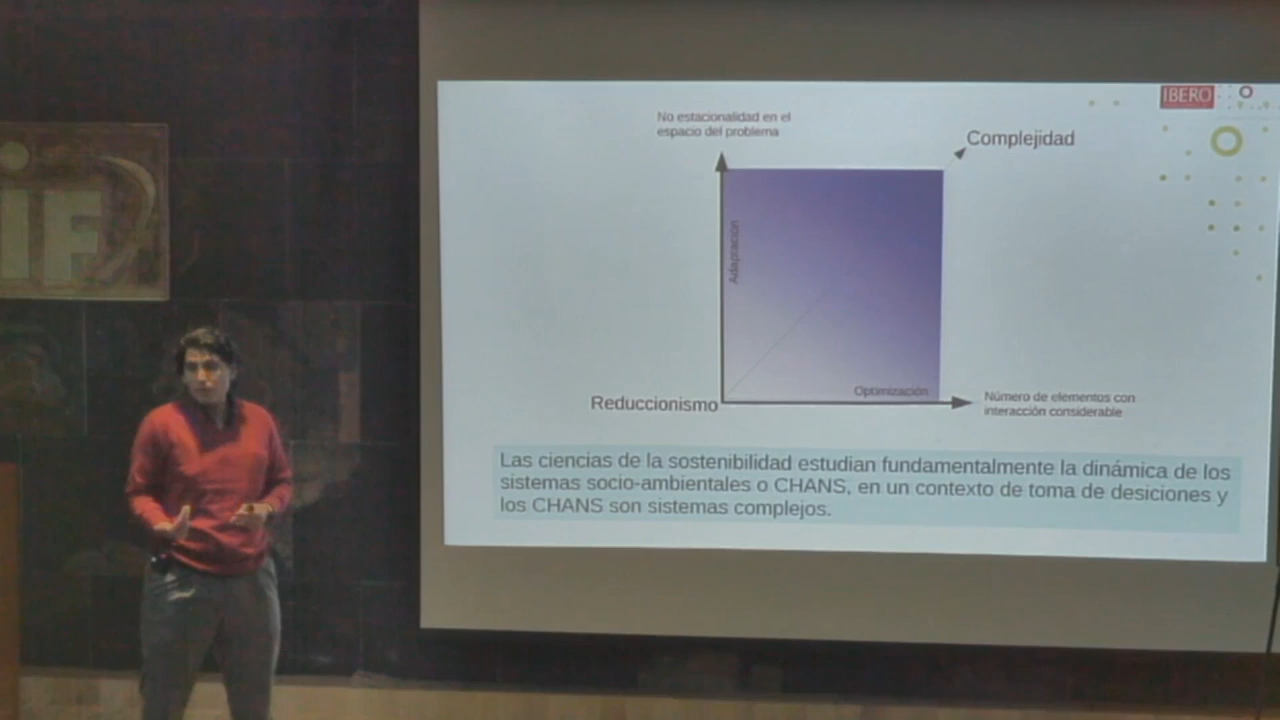 IBERO
No estacionalidad en el
espacio del problema
Complejidad
Adaptación
Optimización
Reduccionismo
Número de elementos con
interacción considerable
Las ciencias de la sostenibilidad estudian fundamentalmente la dinámica de los
sistemas socio-ambientales o CHANS, en un contexto de toma de desiciones y
los CHANS son sistemas complejos.
iF